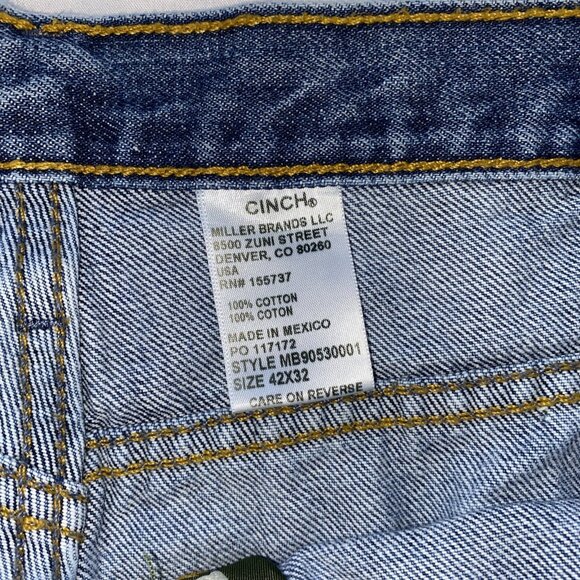 CINCH®
MILLER BRANDS LLC
8500 ZUNI STREET
DENVER, CO 80260
USA
RN# 155737
100% COTTON
100% COTON
MADE IN MEXICO
PO 117172
STYLE MB90530001
SIZE 42X32
CARE ON REVERSE